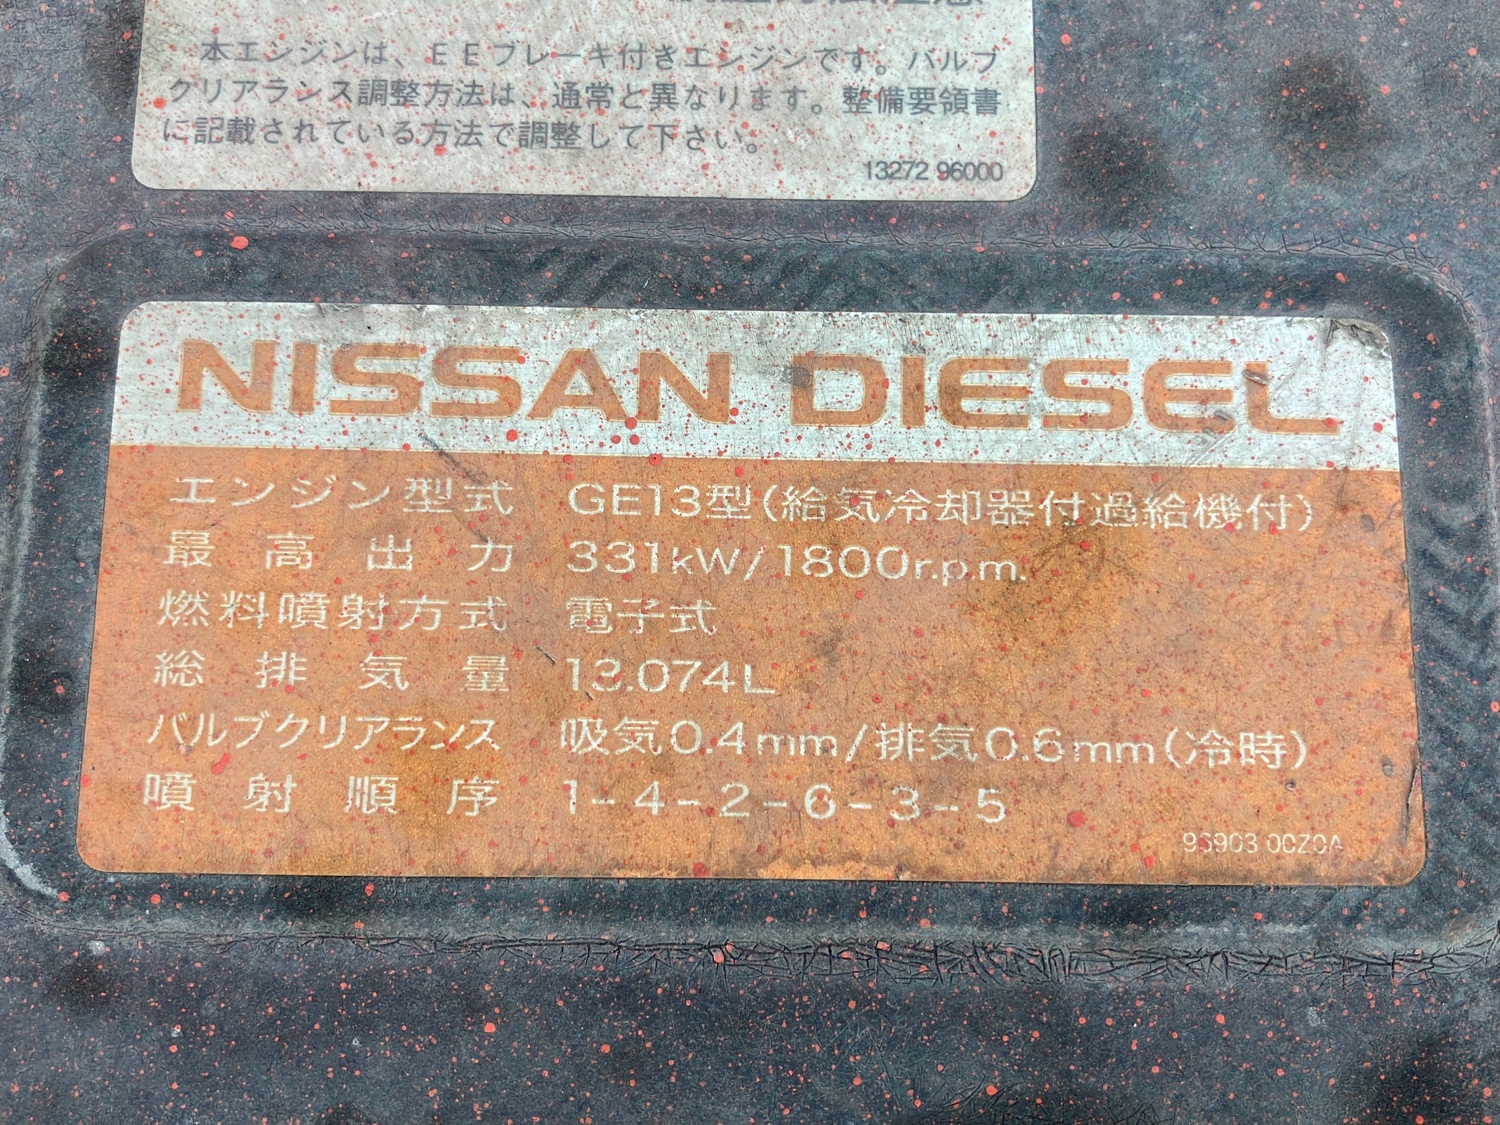 本エンジンは、EEブレーキ付きエンジンです。バルブ
クリアランス調整方法は、通常と異なります。整備要領書
に記載されている方法で調整して下さい。
13272 96000
NISSAN DIESEL
エンジン型式 GE13型(給気冷却器付過給機付)
最高出力 331kW/1800r.p.m.
燃料噴射方式 電子式
総排気量 13.074L
バルブクリアランス 吸気0.4mm/排気0.6mm(冷時)
噴射順序 1-4-2-6-3-5
96903 00Z0A